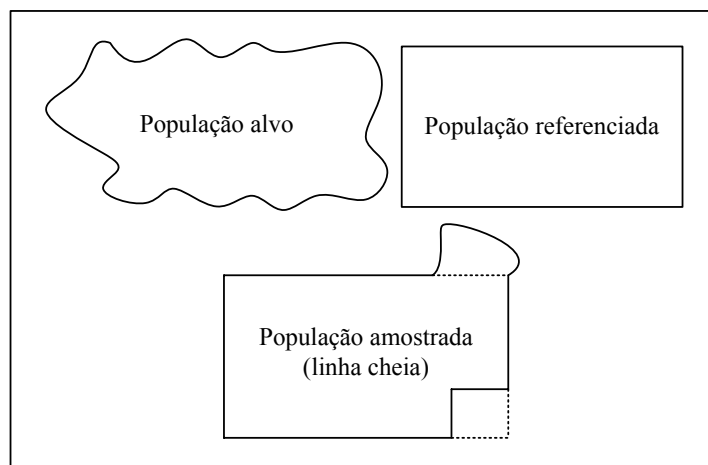 População alvo
População referenciada
População amostrada
(linha cheia)